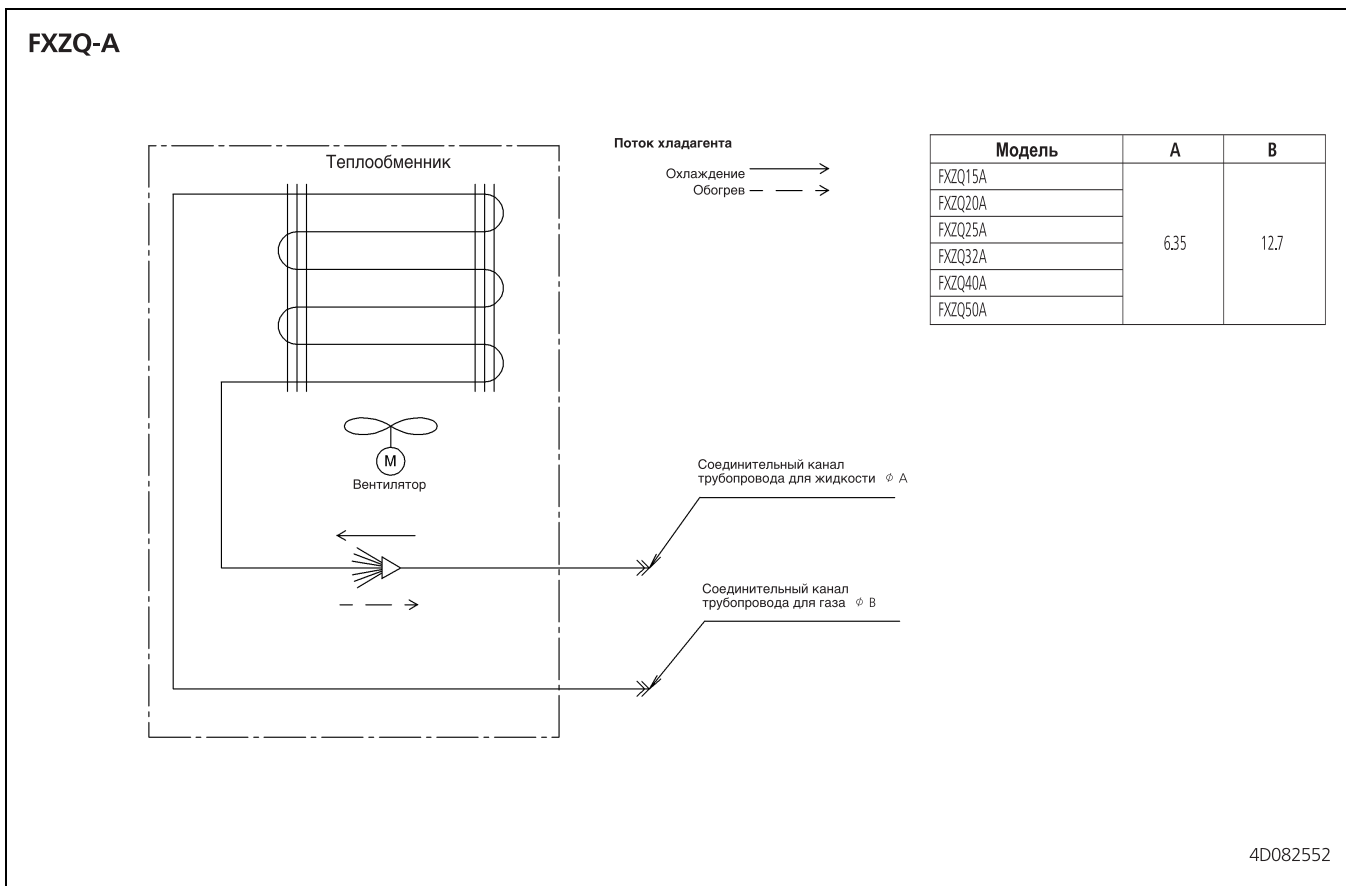 FXZQ-A
Теплообменник
Поток хладагента
Охлаждение
Обогрев
Модель A B
FXZQ15A
FXZQ20A
FXZQ25A
FXZQ32A
FXZQ40A
FXZQ50A
6.35 12.7
M
Вентилятор
Соединительный канал
трубопровода для жидкости ϕ A
Соединительный канал
трубопровода для газа ϕ B
4D082552